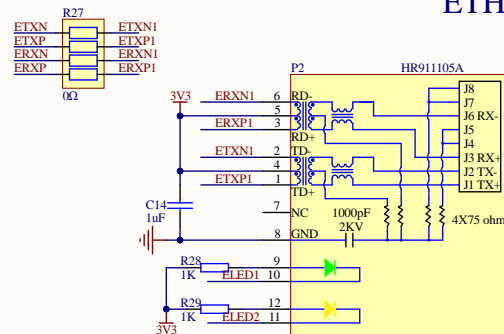 ETH
R27
ETXN ETXN1
ETXP ETXP1
ERXN ERXN1
ERXP ERXP1
0Ω
P2 HR911105A
3V3
ERXN1 6 RD-
5
ERXP1 3 RD+
ETXN1 2 TD-
4
ETXP1 1 TD+
J8
J7
J6 RX-
J5
J4
J3 RX+
J2 TX-
J1 TX+
C14
1uF
7 NC
8 GND
1000pF
2KV
4X75 ohm
R28 9
1K ELED1 10
R29 12
1K ELED2 11
3V3